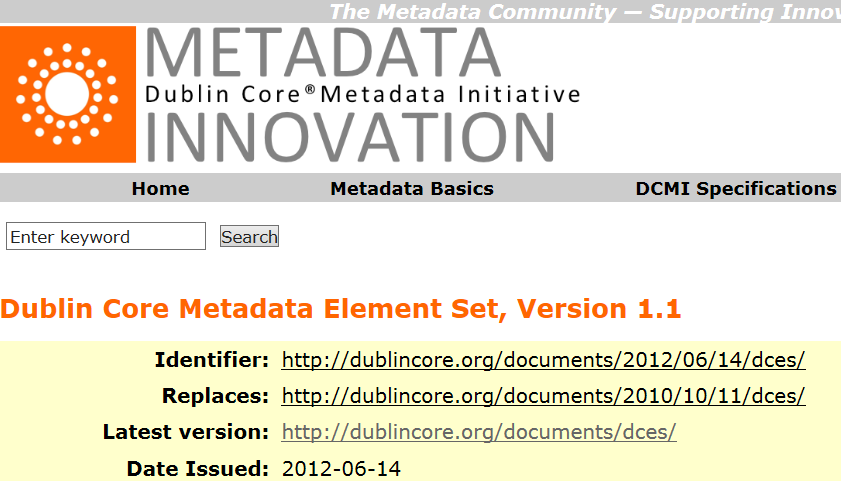 The Metadata Community — Supporting Innov
METADATA
Dublin Core®Metadata Initiative
INNOVATION
Home Metadata Basics DCMI Specifications
Enter keyword Search
Dublin Core Metadata Element Set, Version 1.1
Identifier: http://dublincore.org/documents/2012/06/14/dces/
Replaces: http://dublincore.org/documents/2010/10/11/dces/
Latest version: http://dublincore.org/documents/dces/
Date Issued: 2012-06-14